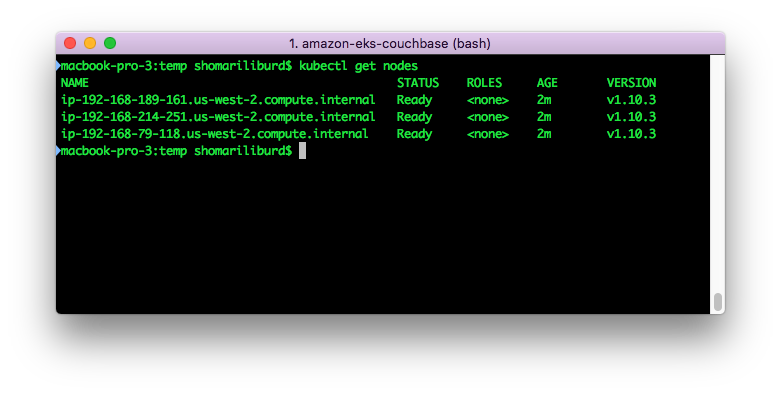 1. amazon-eks-couchbase (bash)
macbook-pro-3:temp shomariliburd$ kubectl get nodes
NAME STATUS ROLES AGE VERSION
ip-192-168-189-161.us-west-2.compute.internal Ready <none> 2m v1.10.3
ip-192-168-214-251.us-west-2.compute.internal Ready <none> 2m v1.10.3
ip-192-168-79-118.us-west-2.compute.internal Ready <none> 2m v1.10.3
macbook-pro-3:temp shomariliburd$